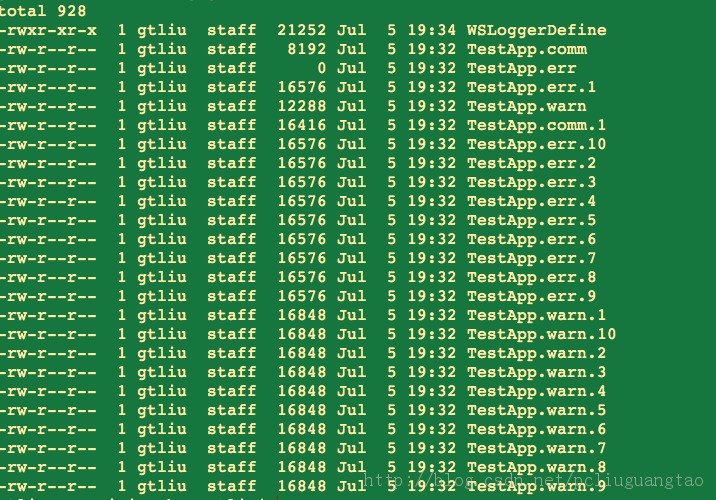 total 928
-rwxr-xr-x  1 gtliu  staff  21252 Jul  5 19:34 WSLoggerDefine
-rw-r--r--  1 gtliu  staff   8192 Jul  5 19:32 TestApp.comm
-rw-r--r--  1 gtliu  staff      0 Jul  5 19:32 TestApp.err
-rw-r--r--  1 gtliu  staff  16576 Jul  5 19:32 TestApp.err.1
-rw-r--r--  1 gtliu  staff  12288 Jul  5 19:32 TestApp.warn
-rw-r--r--  1 gtliu  staff  16416 Jul  5 19:32 TestApp.comm.1
-rw-r--r--  1 gtliu  staff  16576 Jul  5 19:32 TestApp.err.10
-rw-r--r--  1 gtliu  staff  16576 Jul  5 19:32 TestApp.err.2
-rw-r--r--  1 gtliu  staff  16576 Jul  5 19:32 TestApp.err.3
-rw-r--r--  1 gtliu  staff  16576 Jul  5 19:32 TestApp.err.4
-rw-r--r--  1 gtliu  staff  16576 Jul  5 19:32 TestApp.err.5
-rw-r--r--  1 gtliu  staff  16576 Jul  5 19:32 TestApp.err.6
-rw-r--r--  1 gtliu  staff  16576 Jul  5 19:32 TestApp.err.7
-rw-r--r--  1 gtliu  staff  16576 Jul  5 19:32 TestApp.err.8
-rw-r--r--  1 gtliu  staff  16576 Jul  5 19:32 TestApp.err.9
-rw-r--r--  1 gtliu  staff  16848 Jul  5 19:32 TestApp.warn.1
-rw-r--r--  1 gtliu  staff  16848 Jul  5 19:32 TestApp.warn.10
-rw-r--r--  1 gtliu  staff  16848 Jul  5 19:32 TestApp.warn.2
-rw-r--r--  1 gtliu  staff  16848 Jul  5 19:32 TestApp.warn.3
-rw-r--r--  1 gtliu  staff  16848 Jul  5 19:32 TestApp.warn.4
-rw-r--r--  1 gtliu  staff  16848 Jul  5 19:32 TestApp.warn.5
-rw-r--r--  1 gtliu  staff  16848 Jul  5 19:32 TestApp.warn.6
-rw-r--r--  1 gtliu  staff  16848 Jul  5 19:32 TestApp.warn.7
-rw-r--r--  1 gtliu  staff  16848 Jul  5 19:32 TestApp.warn.8
-rw-r--r--  1 gtliu  staff  16848 Jul  5 19:32 TestApp.warn.9
http://blog.csdn.net/pcliuguangtao